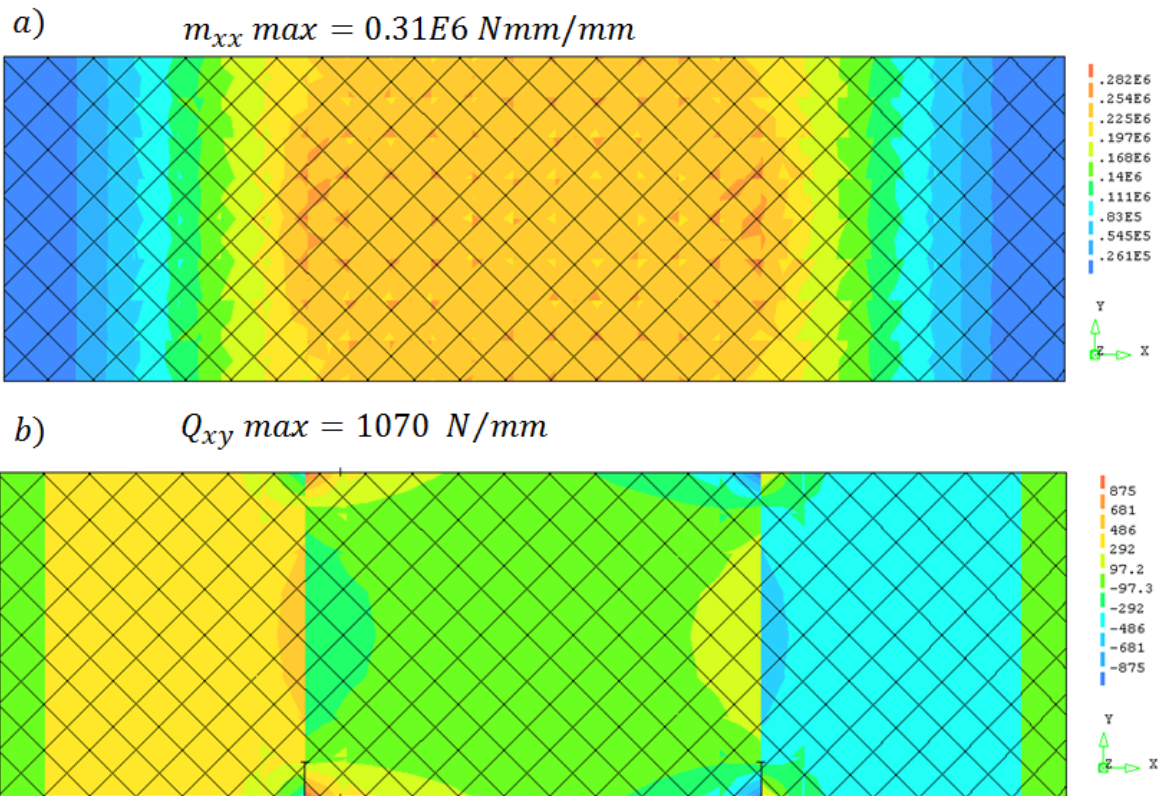 a)
m_xx max = 0.31E6 Nmm/mm
.282E6
.254E6
.225E6
.197E6
.168E6
.14E6
.111E6
.83E5
.545E5
.261E5
Y
Z X
b)
Q_xy max = 1070 N/mm
875
681
486
292
97.2
-97.3
-292
-486
-681
-875
Y
Z X